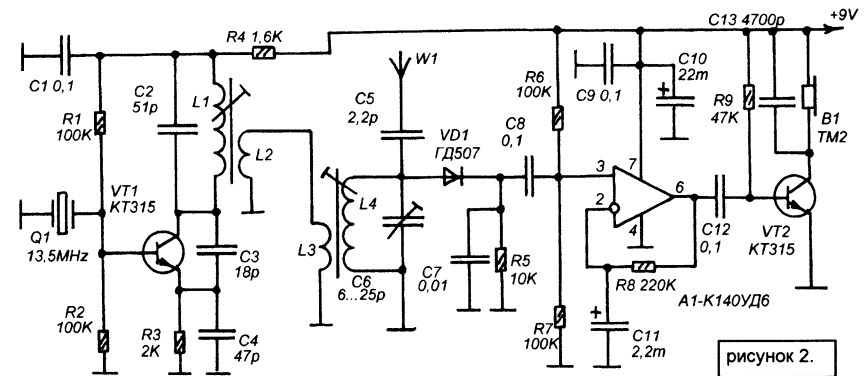 C13 4700p
+9V
R4 1,6K
W1
C1 0,1
C2
51p
L1
R1
100K
L2
C5
2,2p
VD1
ГД507
C8
0,1
R6
100K
C9 0,1
C10
22m
R9
47K
B1
TM2
VT1
КТ315
Q1
13,5MHz
L3
L4
3
2
7
4
6
C12
0,1
VT2
КТ315
C3
18p
C6
6...25p
C7
0,01
R5
10K
R8 220K
A1-К140УД6
R2
100K
R3
2K
C4
47p
R7
100K
C11
2,2m
рисунок 2.